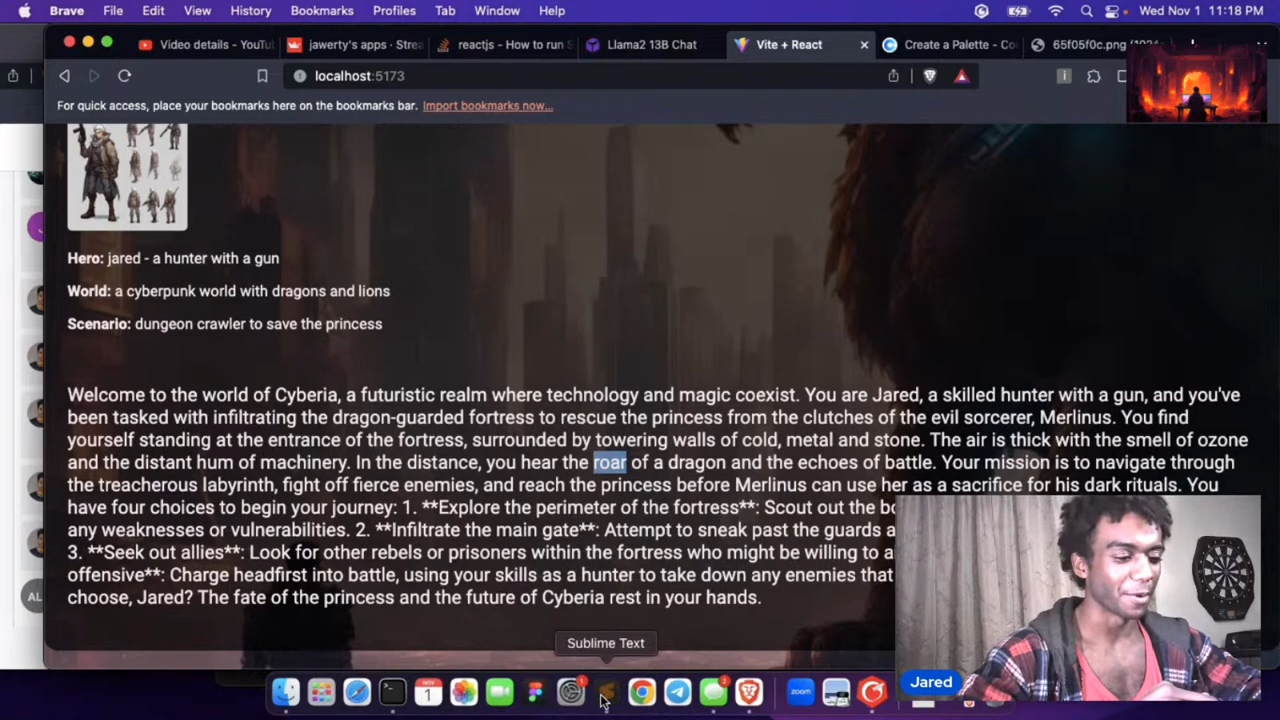 Brave File Edit View History Bookmarks Profiles Tab Window Help Wed Nov 1 11:18 PM
Video details - YouTu jawerty's apps · Strea reactjs - How to run S Llama2 13B Chat Vite + React Create a Palette - Co 65f05f0c.png
localhost:5173
For quick access, place your bookmarks here on the bookmarks bar. Import bookmarks now...
Hero: jared - a hunter with a gun
World: a cyberpunk world with dragons and lions
Scenario: dungeon crawler to save the princess
Welcome to the world of Cyberia, a futuristic realm where technology and magic coexist. You are Jared, a skilled hunter with a gun, and you've
been tasked with infiltrating the dragon-guarded fortress to rescue the princess from the clutches of the evil sorcerer, Merlinus. You find
yourself standing at the entrance of the fortress, surrounded by towering walls of cold, metal and stone. The air is thick with the smell of ozone
and the distant hum of machinery. In the distance, you hear the roar of a dragon and the echoes of battle. Your mission is to navigate through
the treacherous labyrinth, fight off fierce enemies, and reach the princess before Merlinus can use her as a sacrifice for his dark rituals. You
have four choices to begin your journey: 1. **Explore the perimeter of the fortress**: Scout out the
any weaknesses or vulnerabilities. 2. **Infiltrate the main gate**: Attempt to sneak past the guards a
3. **Seek out allies**: Look for other rebels or prisoners within the fortress who might be willing to a
offensive**: Charge headfirst into battle, using your skills as a hunter to take down any enemies that
choose, Jared? The fate of the princess and the future of Cyberia rest in your hands.
Sublime Text
AL
zoom
Jared